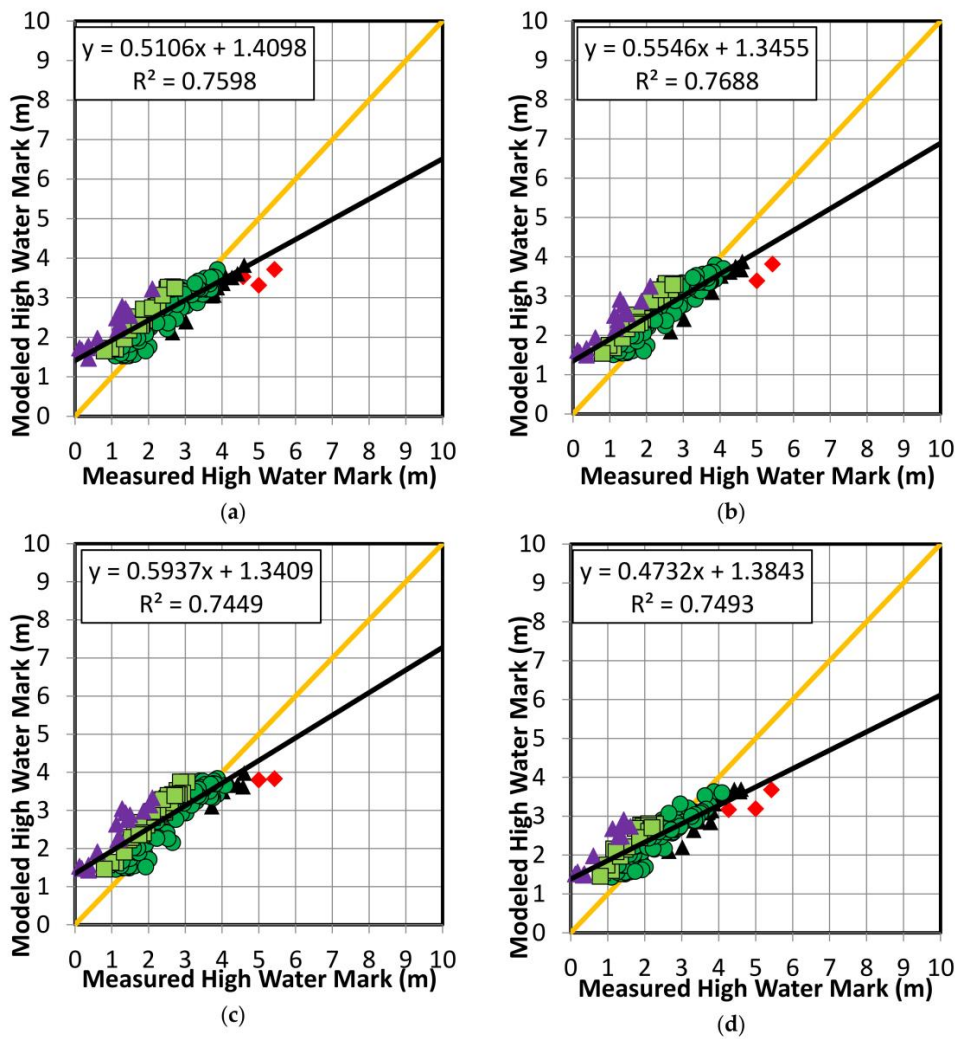 y = 0.5106x + 1.4098
R² = 0.7598
Modeled High Water Mark (m)
10
9
8
7
6
5
4
3
2
1
0
0 1 2 3 4 5 6 7 8 9 10
Measured High Water Mark (m)
(a)
y = 0.5546x + 1.3455
R² = 0.7688
Modeled High Water Mark (m)
10
9
8
7
6
5
4
3
2
1
0
0 1 2 3 4 5 6 7 8 9 10
Measured High Water Mark (m)
(b)
y = 0.5937x + 1.3409
R² = 0.7449
Modeled High Water Mark (m)
10
9
8
7
6
5
4
3
2
1
0
0 1 2 3 4 5 6 7 8 9 10
Measured High Water Mark (m)
(c)
y = 0.4732x + 1.3843
R² = 0.7493
Modeled High Water Mark (m)
10
9
8
7
6
5
4
3
2
1
0
0 1 2 3 4 5 6 7 8 9 10
Measured High Water Mark (m)
(d)